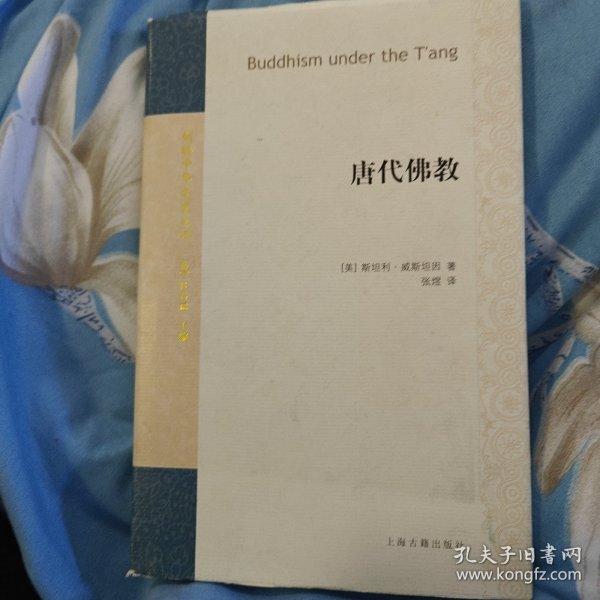 Buddhism under the T'ang
唐代佛教
[美] 斯坦利·威斯坦因 著
张煜 译
上海古籍出版社
孔夫子旧书网
www.kongfz.com